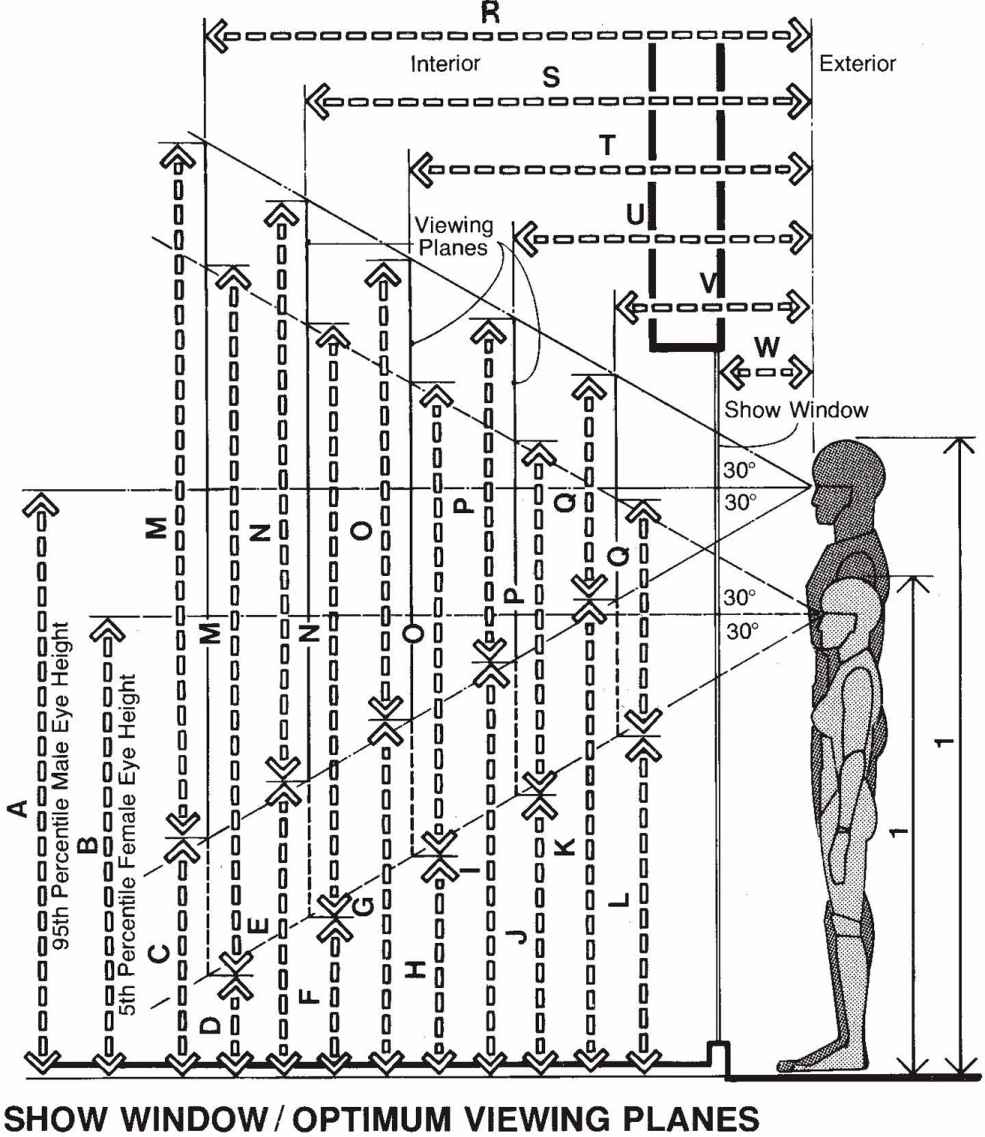 R
Interior
Exterior
S
T
Viewing
Planes
U
V
W
Show Window
30°
30°
M
N
O
P
Q
Q
P
30°
30°
M
N
O
1
1
A
95th Percentile Male Eye Height
B
5th Percentile Female Eye Height
C
D
E
F
G
H
I
J
K
L
SHOW WINDOW / OPTIMUM VIEWING PLANES